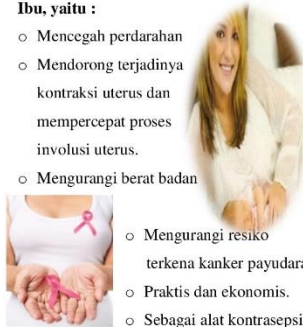 Ibu, yaitu :
o Mencegah perdarahan
o Mendorong terjadinya
kontraksi uterus dan
mempercepat proses
involusi uterus.
o Mengurangi berat badan
o Mengurangi resiko
terkena kanker payudara
o Praktis dan ekonomis.
o Sebagai alat kontrasepsi